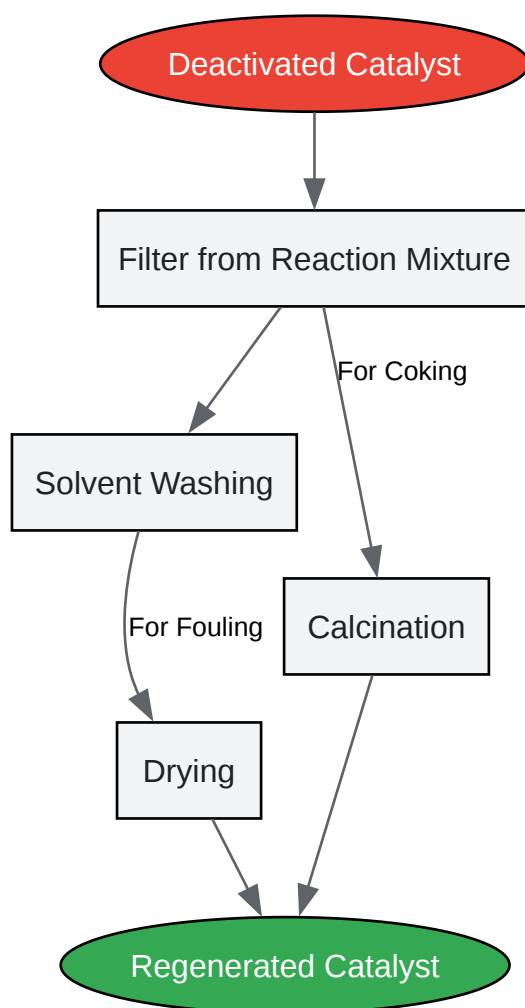 Deactivated Catalyst
Filter from Reaction Mixture
For Coking
Solvent Washing
For Fouling
Calcination
Drying
Regenerated Catalyst